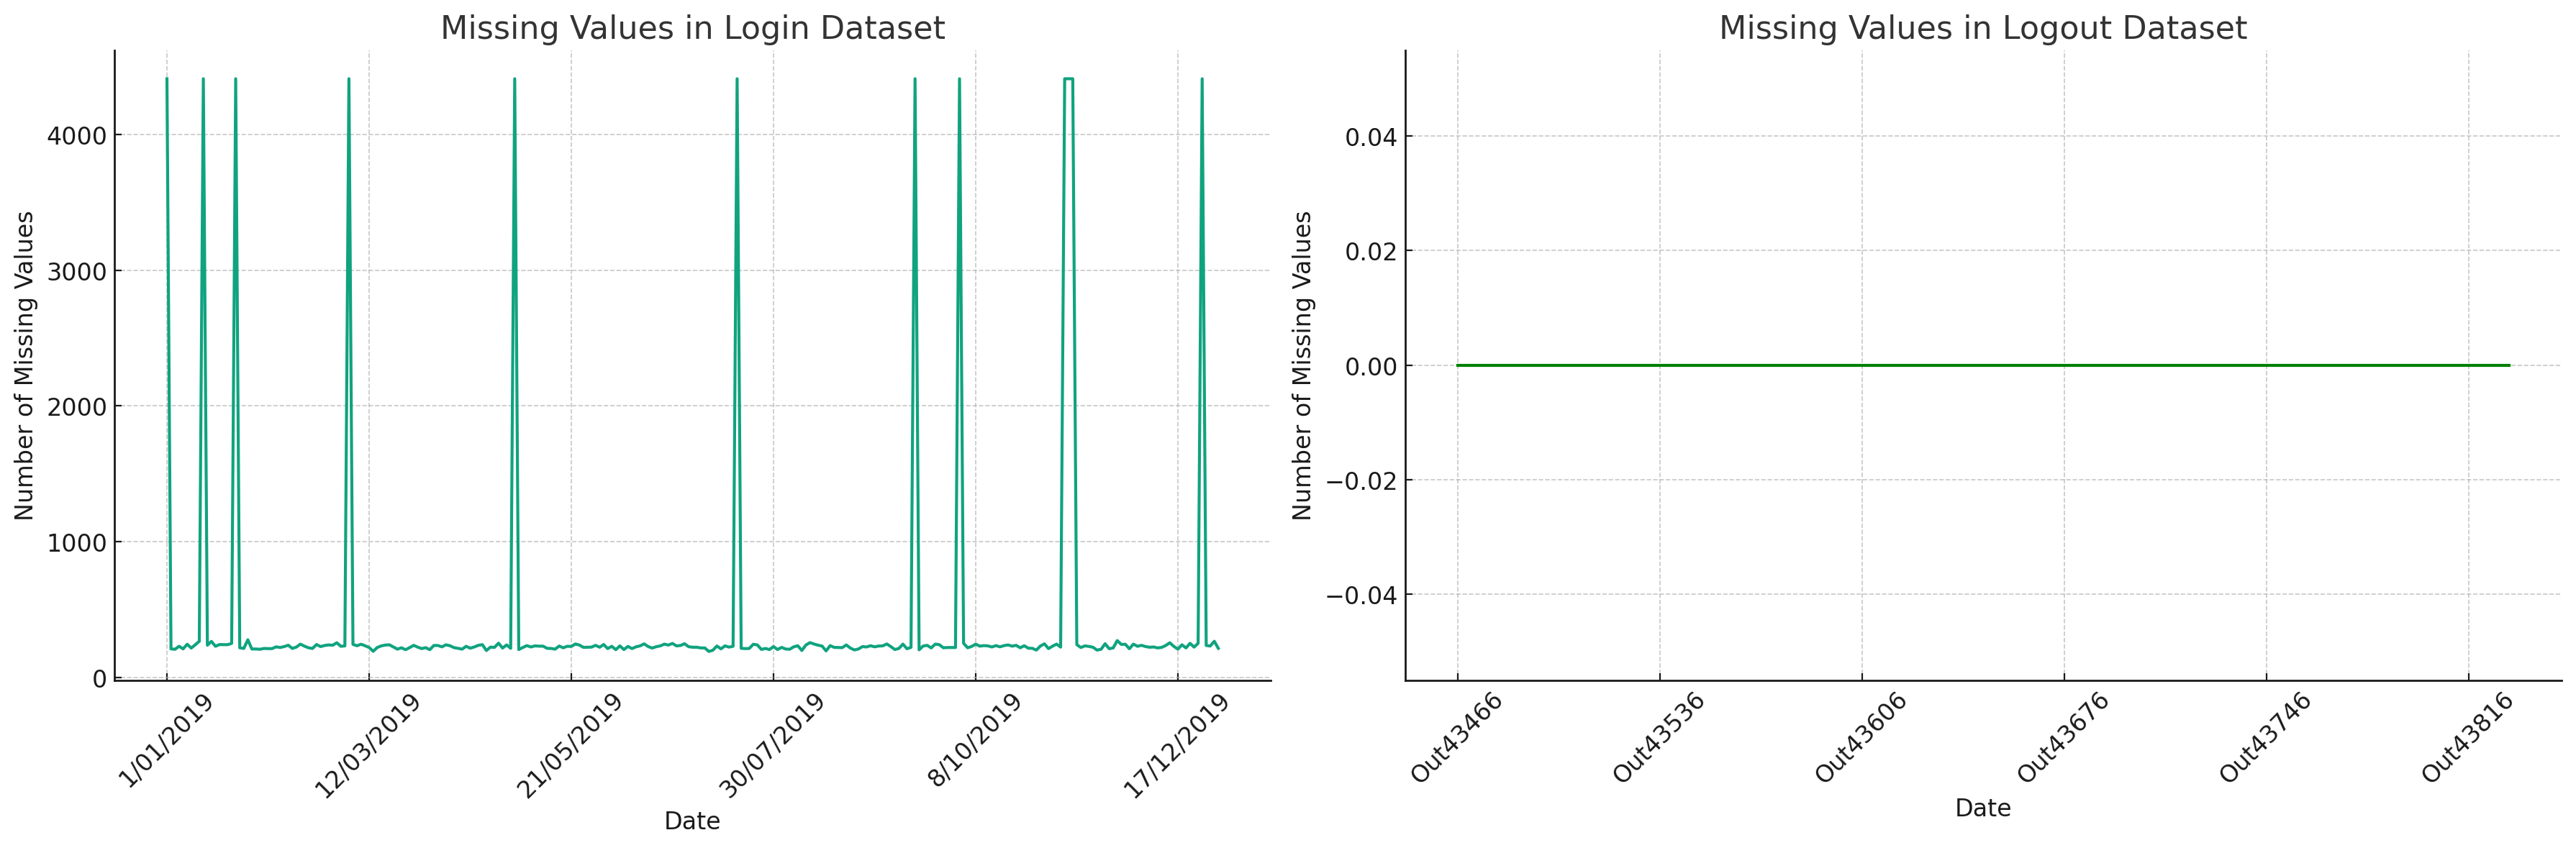 Missing Values in Login Dataset
Number of Missing Values
4000
3000
2000
1000
0
1/01/2019
12/03/2019
21/05/2019
30/07/2019
8/10/2019
17/12/2019
Date
Missing Values in Logout Dataset
Number of Missing Values
0.04
0.02
0.00
−0.02
−0.04
Out43466
Out43536
Out43606
Out43676
Out43746
Out43816
Date